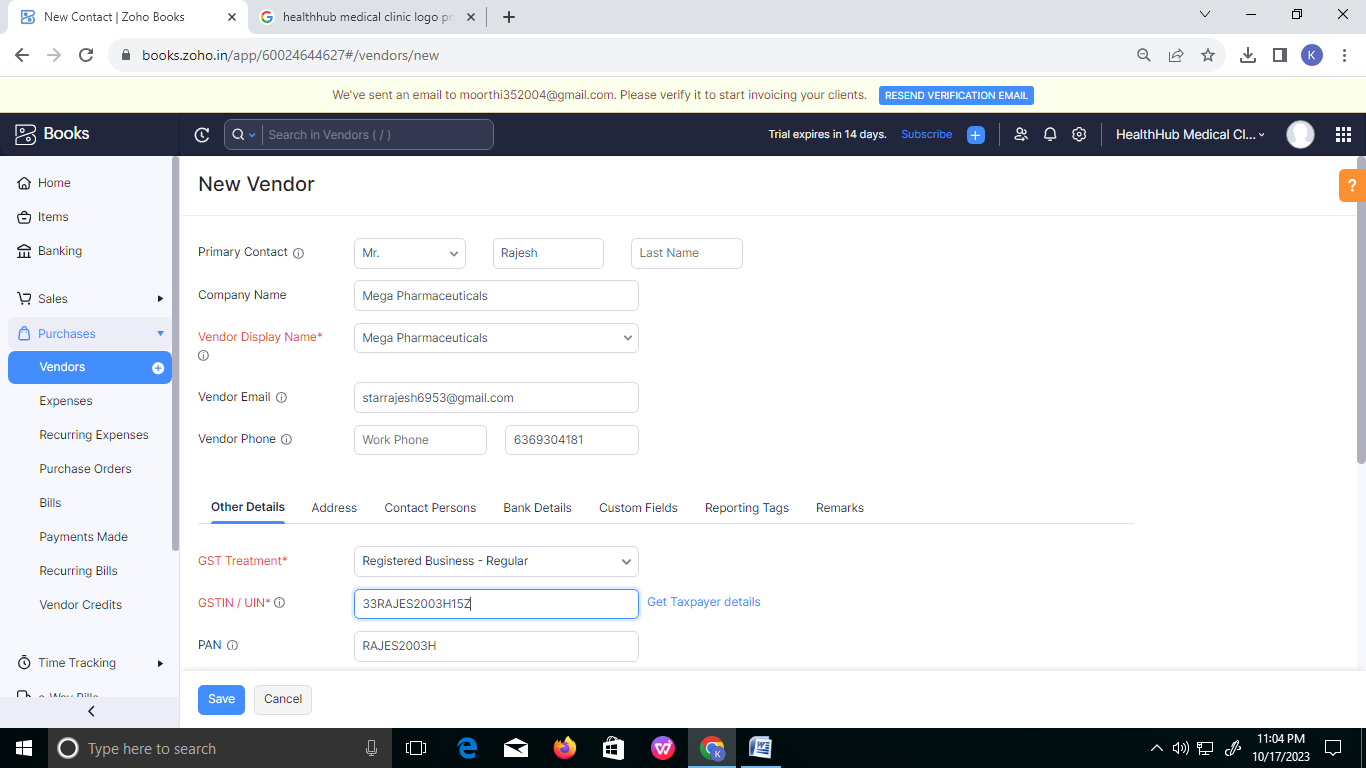 New Contact | Zoho Books
healthhub medical clinic logo pr
books.zoho.in/app/60024644627#/vendors/new
K
We've sent an email to moorthi352004@gmail.com. Please verify it to start invoicing your clients. RESEND VERIFICATION EMAIL
Books
Search in Vendors ( / )
Trial expires in 14 days. Subscribe
HealthHub Medical Cl...
Home
Items
Banking
Sales
Purchases
Vendors
Expenses
Recurring Expenses
Purchase Orders
Bills
Payments Made
Recurring Bills
Vendor Credits
Time Tracking
e-Way Bills
New Vendor
?
Primary Contact Mr. Rajesh Last Name
Company Name Mega Pharmaceuticals
Vendor Display Name* Mega Pharmaceuticals
Vendor Email starrajesh6953@gmail.com
Vendor Phone Work Phone 6369304181
Other Details Address Contact Persons Bank Details Custom Fields Reporting Tags Remarks
GST Treatment* Registered Business - Regular
GSTIN / UIN* 33RAJES2003H15Z Get Taxpayer details
PAN RAJES2003H
Save Cancel
Type here to search
11:04 PM
10/17/2023